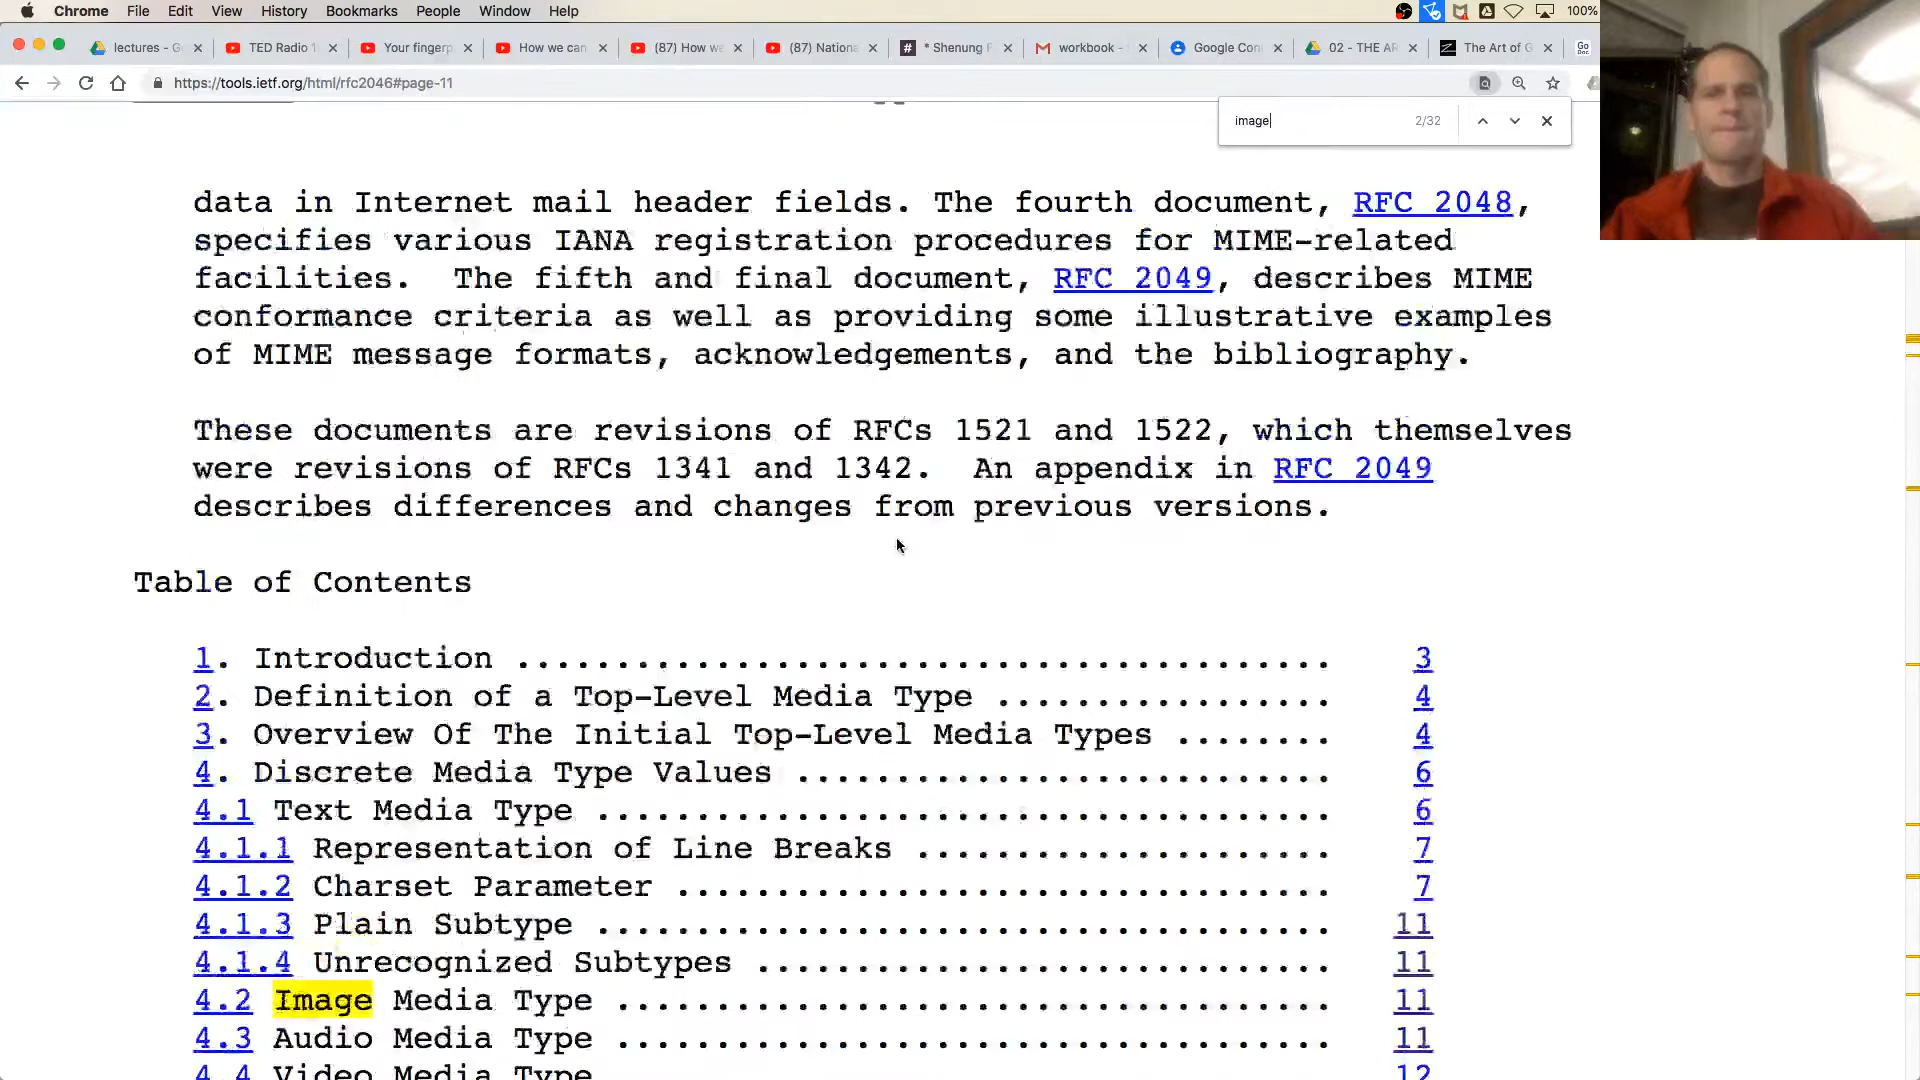 Chrome File Edit View History Bookmarks People Window Help 100%
lectures - G
TED Radio 1
Your fingerp
How we can
(87) How we
(87) Nationa
* Shenung F
workbook -
Google Con
02 - THE AR
The Art of G
Go Doc
https://tools.ietf.org/html/rfc2046#page-11
image 2/32
data in Internet mail header fields. The fourth document, RFC 2048,
specifies various IANA registration procedures for MIME-related
facilities. The fifth and final document, RFC 2049, describes MIME
conformance criteria as well as providing some illustrative examples
of MIME message formats, acknowledgements, and the bibliography.
These documents are revisions of RFCs 1521 and 1522, which themselves
were revisions of RFCs 1341 and 1342. An appendix in RFC 2049
describes differences and changes from previous versions.
Table of Contents
1. Introduction ......................................... 3
2. Definition of a Top-Level Media Type ................. 4
3. Overview Of The Initial Top-Level Media Types ........ 4
4. Discrete Media Type Values ........................... 6
4.1 Text Media Type ..................................... 6
4.1.1 Representation of Line Breaks ..................... 7
4.1.2 Charset Parameter ................................. 7
4.1.3 Plain Subtype ..................................... 11
4.1.4 Unrecognized Subtypes ............................. 11
4.2 Image Media Type .................................... 11
4.3 Audio Media Type .................................... 11
4.4 Video Media Type .................................... 12